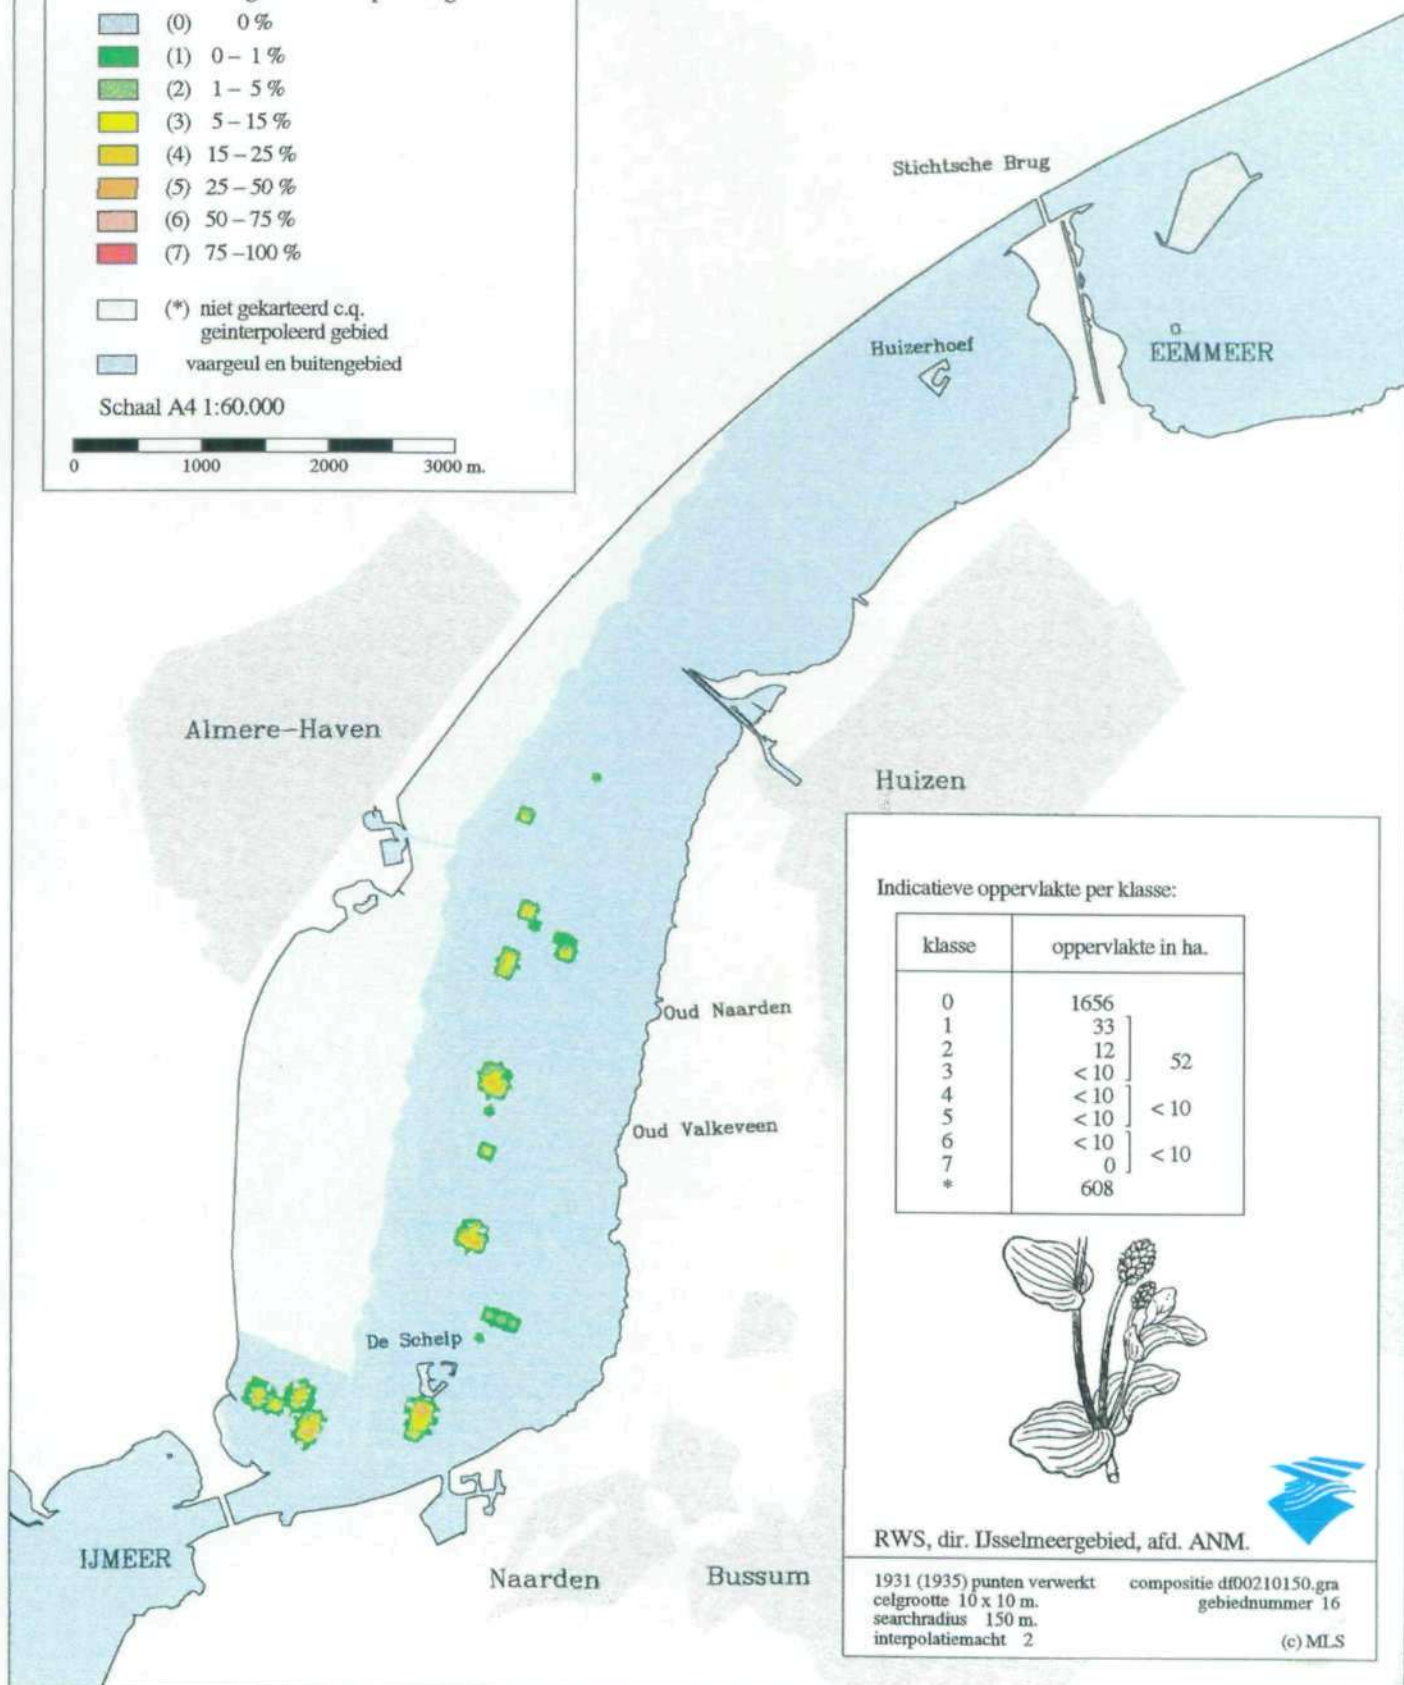 (0) 0 %
(1) 0 – 1 %
(2) 1 – 5 %
(3) 5 – 15 %
(4) 15 – 25 %
(5) 25 – 50 %
(6) 50 – 75 %
(7) 75 –100 %
(*) niet gekarteerd c.q.
geinterpoleerd gebied
vaargeul en buitengebied
Schaal A4 1:60.000
0 1000 2000 3000 m.
Stichtsche Brug
Huizerhoef
EEMMEER
Almere-Haven
Huizen
Oud Naarden
Oud Valkeveen
De Schelp
IJMEER
Naarden
Bussum
Indicatieve oppervlakte per klasse:
klasse oppervlakte in ha.
0 1656
1 33
2 12
3 < 10
52
4 < 10
5 < 10
< 10
6 < 10
7 0
< 10
* 608
RWS, dir. IJsselmeergebied, afd. ANM.
1931 (1935) punten verwerkt compositie df00210150.gra
celgrootte 10 x 10 m. gebiednummer 16
searchradius 150 m.
interpolatiemacht 2 (c) MLS